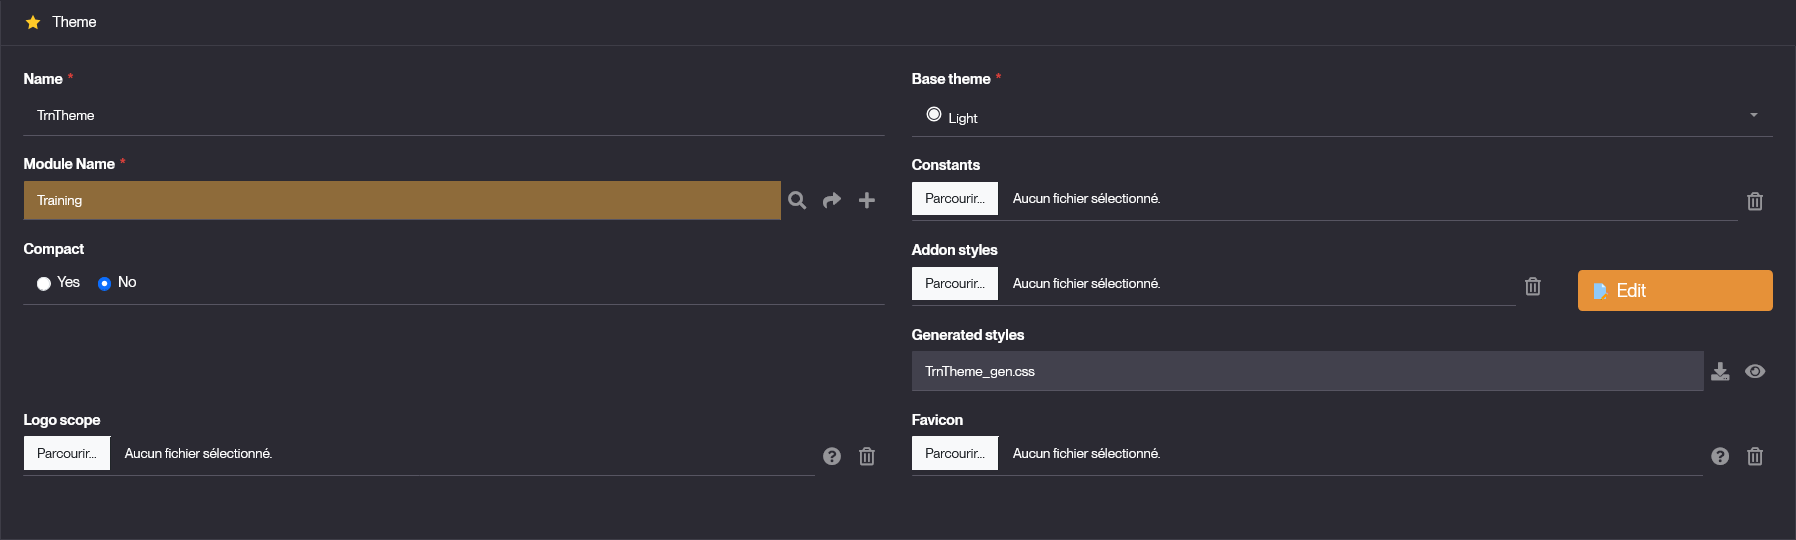 Theme
Name *
TrnTheme
Base theme *
Light
Module Name *
Training
Constants
Parcourir... Aucun fichier sélectionné.
Compact
Yes No
Addon styles
Parcourir... Aucun fichier sélectionné.
Edit
Generated styles
TrnTheme_gen.css
Logo scope
Parcourir... Aucun fichier sélectionné.
Favicon
Parcourir... Aucun fichier sélectionné.